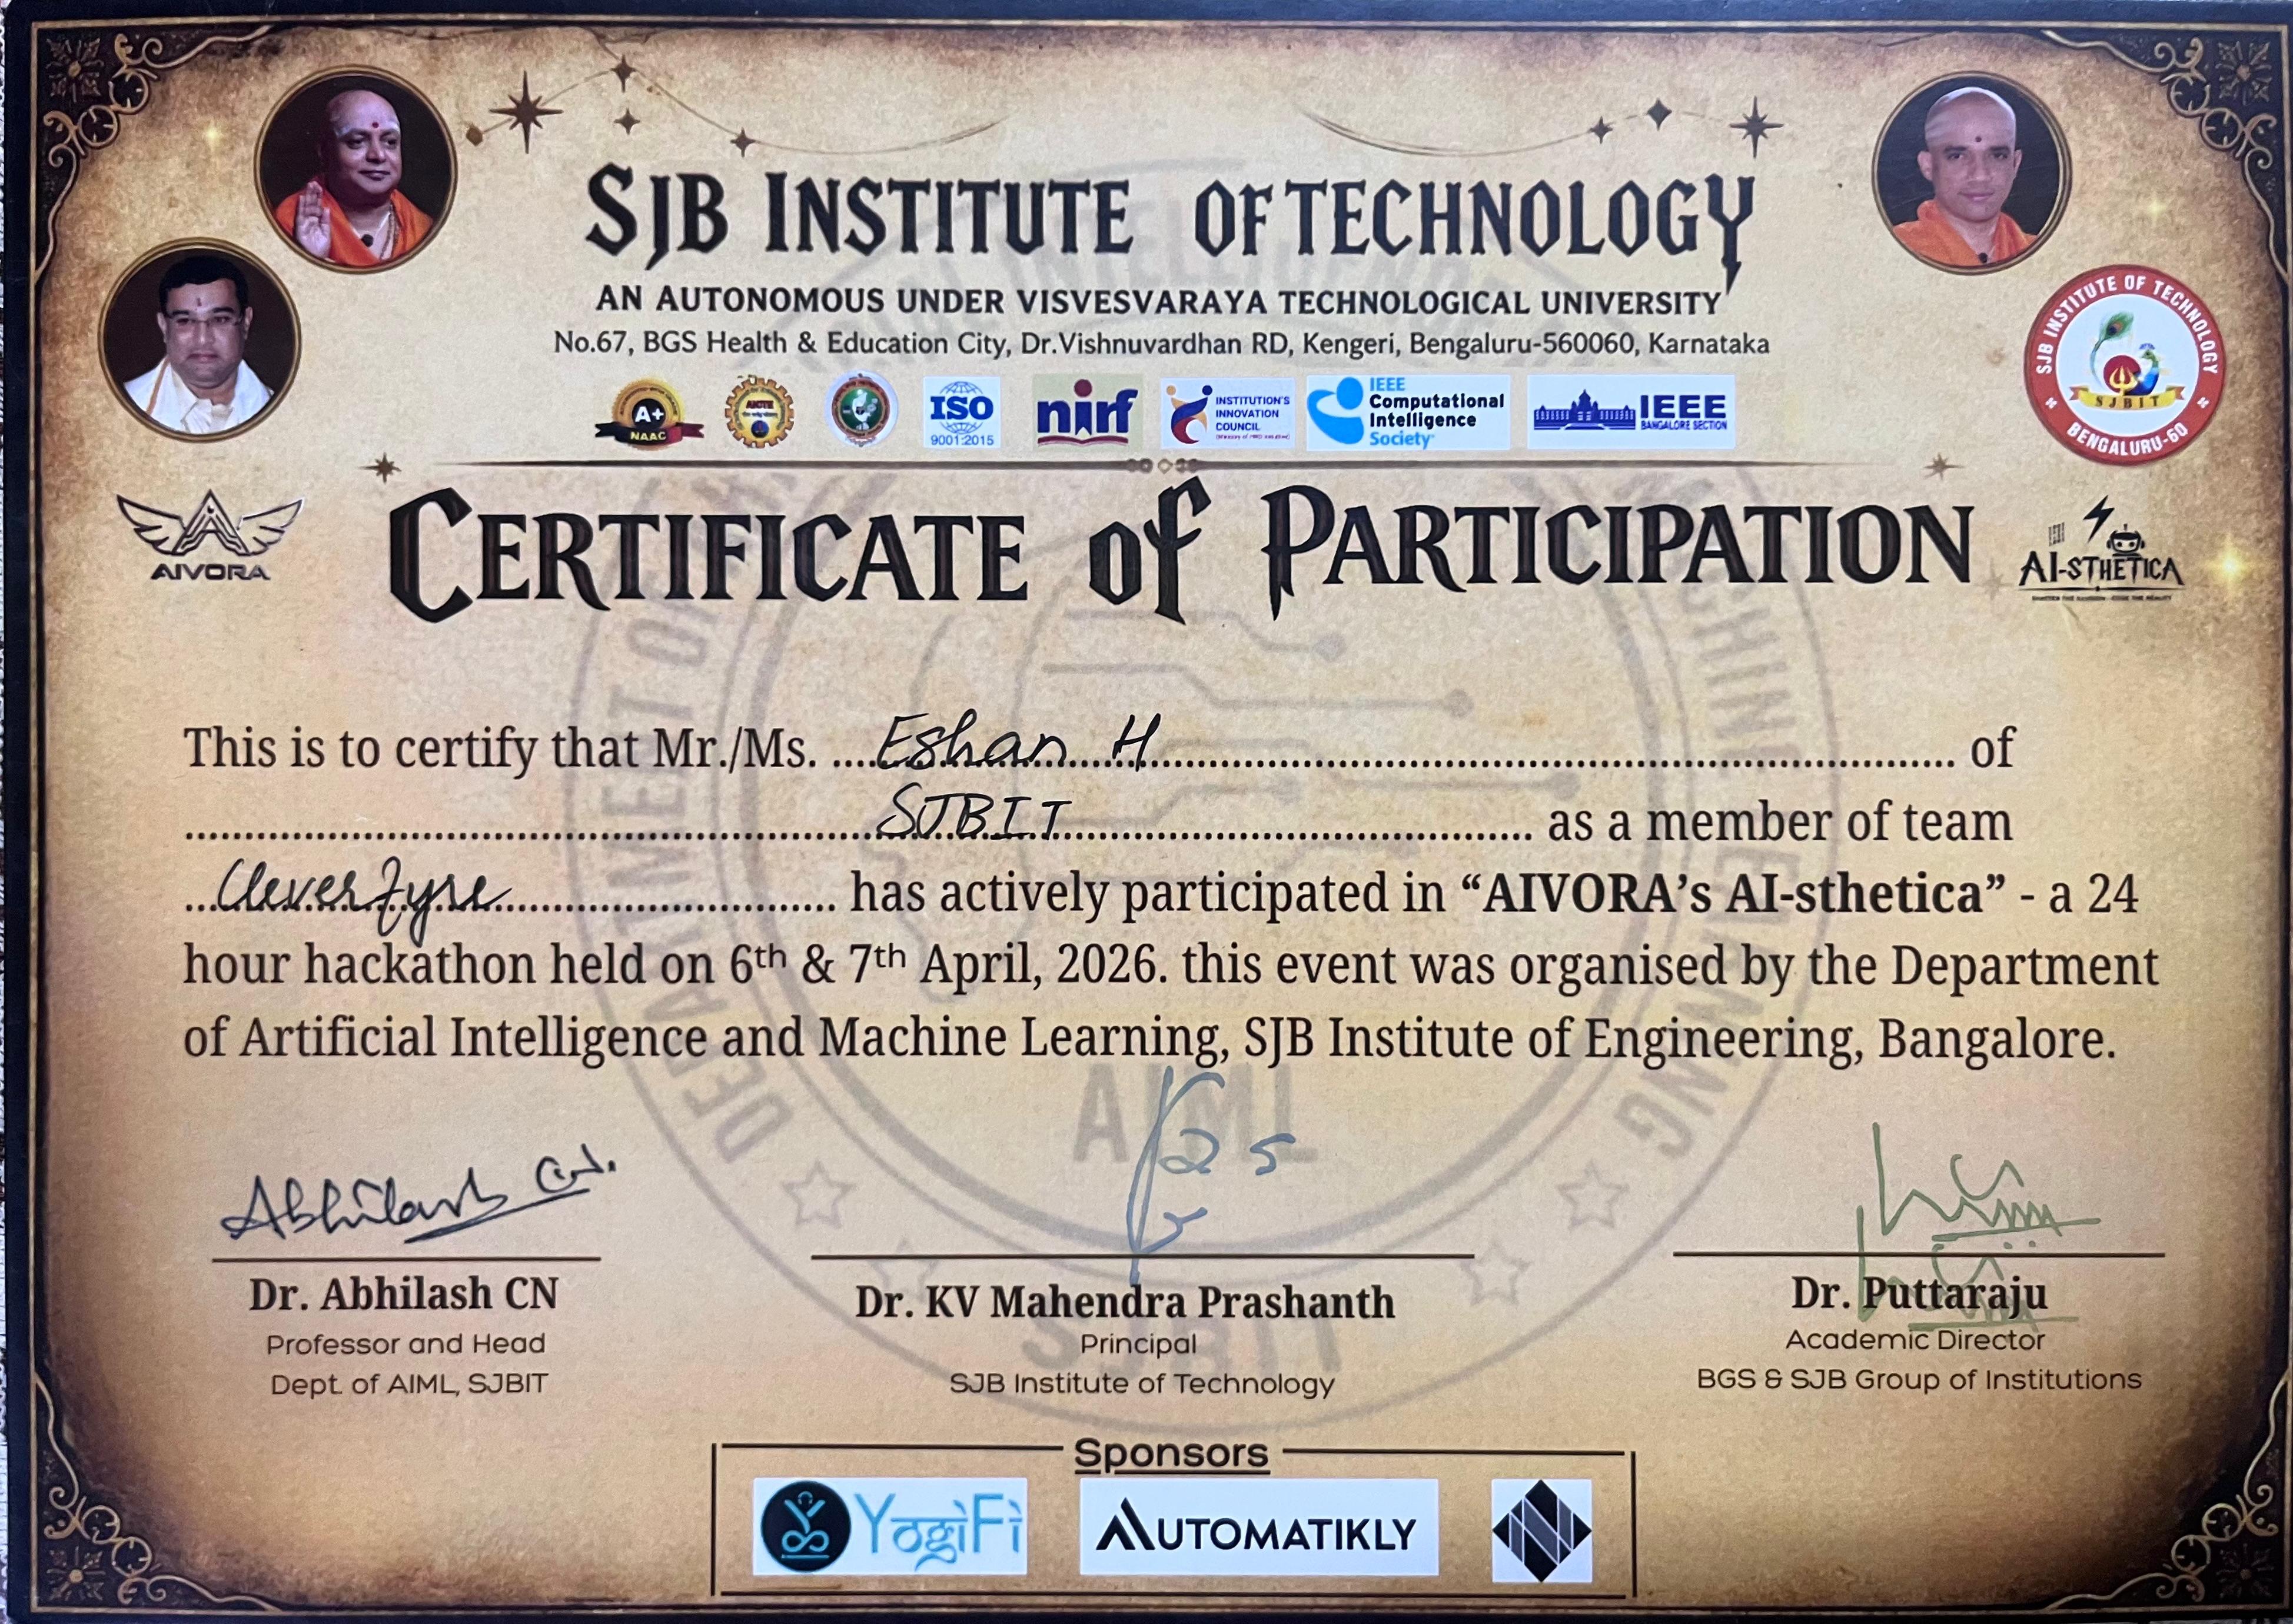 SJB INSTITUTE OF TECHNOLOGY
AN AUTONOMOUS UNDER VISVESVARAYA TECHNOLOGICAL UNIVERSITY
No.67, BGS Health & Education City, Dr.Vishnuvardhan RD, Kengeri, Bengaluru-560060, Karnataka
A+
NAAC
AICTE
ISO
9001:2015
nirf
INSTITUTION'S
INNOVATION
COUNCIL
IEEE
Computational
Intelligence
Society
IEEE
BANGALORE SECTION
SJB INSTITUTE OF TECHNOLOGY
SJBIT
BENGALURU-60
AIVORA
CERTIFICATE of PARTICIPATION
AI-STHETICA
This is to certify that Mr./Ms. Eshan H of
SJBIT as a member of team
CleverFyre has actively participated in “AIVORA’s AI-sthetica” - a 24
hour hackathon held on 6th & 7th April, 2026. this event was organised by the Department
of Artificial Intelligence and Machine Learning, SJB Institute of Engineering, Bangalore.
AIML
SJBIT
Abhilash C.N.
Dr. Abhilash CN
Professor and Head
Dept. of AIML, SJBIT
Dr. KV Mahendra Prashanth
Principal
SJB Institute of Technology
Dr. Puttaraju
Academic Director
BGS & SJB Group of Institutions
Sponsors
YogiFi
AUTOMATIKLY